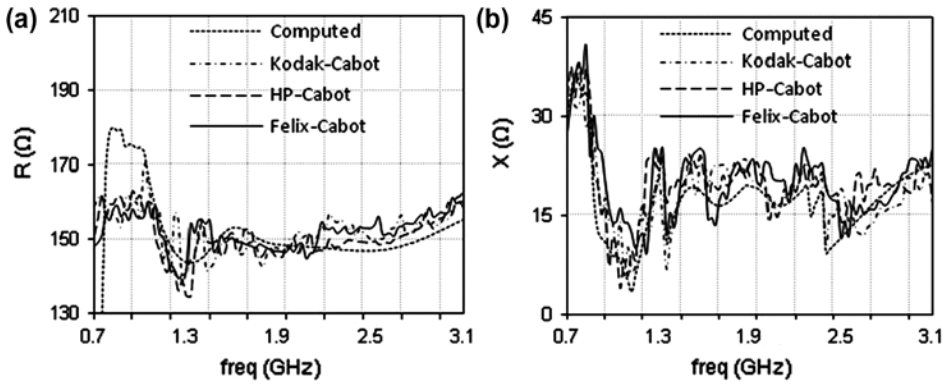 (a)
210
190
170
150
130
R (Ω)
Computed
Kodak-Cabot
HP-Cabot
Felix-Cabot
0.7 1.3 1.9 2.5 3.1
freq (GHz)
(b)
45
30
15
0
X (Ω)
Computed
Kodak-Cabot
HP-Cabot
Felix-Cabot
0.7 1.3 1.9 2.5 3.1
freq (GHz)